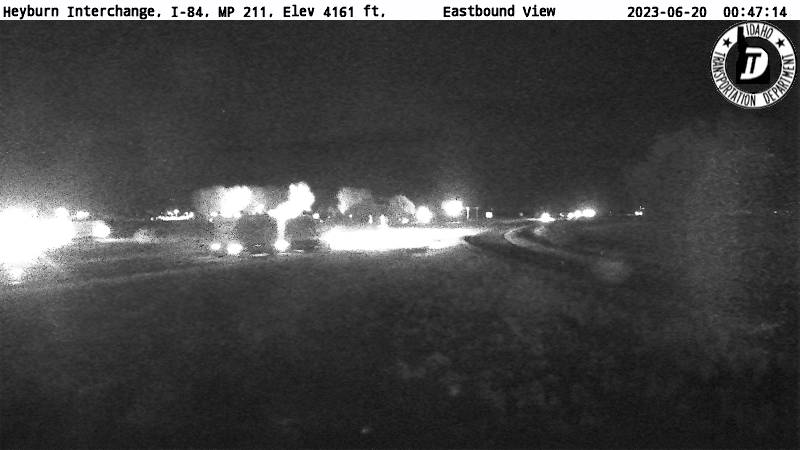 Heyburn Interchange, I-84, MP 211, Elev 4161 ft, Eastbound View 2023-06-20 00:47:14
IDAHO
TRANSPORTATION DEPARTMENT